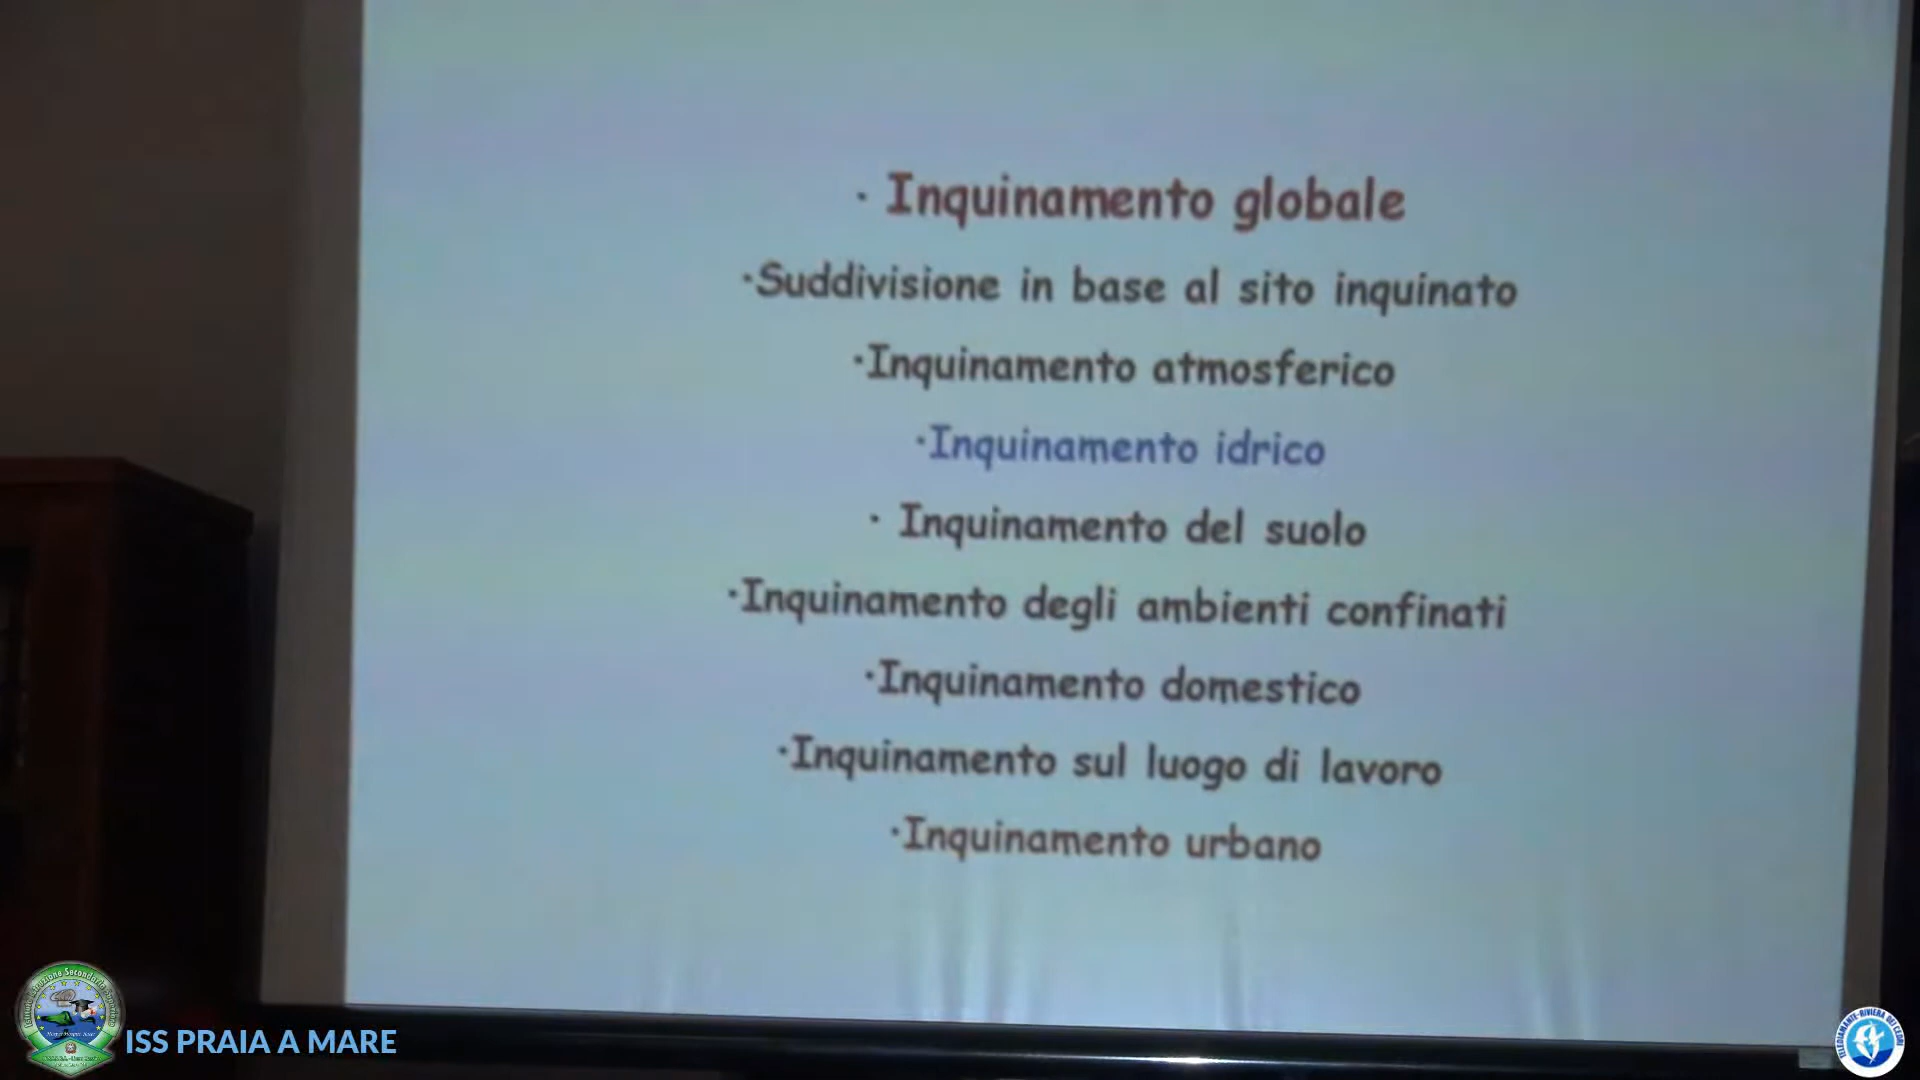 · Inquinamento globale
·Suddivisione in base al sito inquinato
·Inquinamento atmosferico
·Inquinamento idrico
· Inquinamento del suolo
·Inquinamento degli ambienti confinati
·Inquinamento domestico
·Inquinamento sul luogo di lavoro
·Inquinamento urbano
ISS PRAIA A MARE